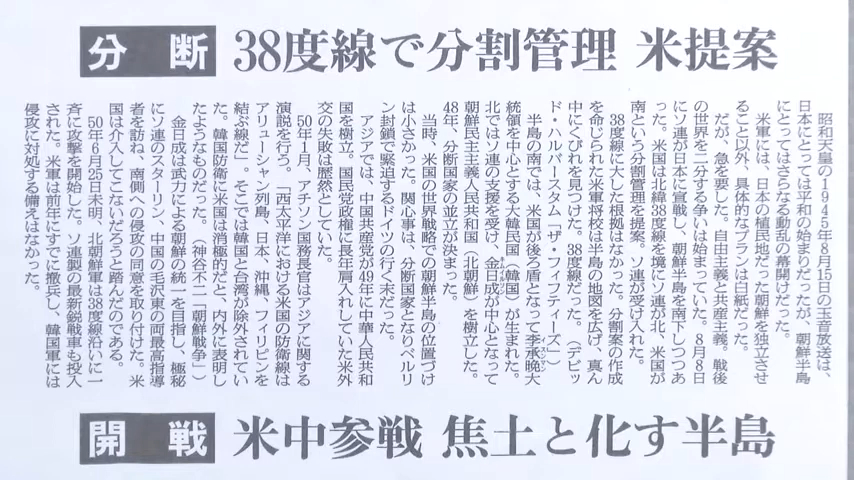 分断 38度線で分割管理 米提案
昭和天皇の1945年8月15日の玉音放送は、
日本にとっては平和の始まりだったが、朝鮮半島
にとってはさらなる動乱の幕開けだった。
米軍には、日本の植民地だった朝鮮を独立させ
ること以外、具体的なプランは白紙だった。
だが、急を要した。自由主義と共産主義。戦後
の世界を二分する争いは始まっていた。8月8日
にソ連が日本に宣戦し、朝鮮半島を南下しつつあ
った。米国は北緯38度線を境にソ連が北、米国が
南という分割管理を提案。ソ連が受け入れた。
38度線に大した根拠はなかった。分割案の作成
を命じられた米軍将校は半島の地図を広げ、真ん
中にくびれを見つけた。38度線だった。（デビッ
ド・ハルバースタム「ザ・フィフティーズ」）
半島の南では、米国が後ろ盾となって李承晩大
統領を中心とする大韓民国（韓国）が生まれた。
北ではソ連の支援を受け、金日成が中心となって
朝鮮民主主義人民共和国（北朝鮮）を樹立した。
48年、分断国家の並立が決まった。
当時、米国の世界戦略での朝鮮半島の位置づけ
は小さかった。関心事は、分断国家となりベルリ
ン封鎖で緊迫するドイツの行く末だった。
アジアでは、中国共産党が49年に中華人民共和
国を樹立。国民党政権に長年肩入れしていた米外
交の失敗は歴然としていた。
50年1月、アチソン国務長官はアジアに関する
演説を行う。「西太平洋における米国の防衛線は
アリューシャン列島、日本、沖縄、フィリピンを
結ぶ線だ」。そこでは韓国と台湾が除外されてい
た。韓国防衛に米国は消極的だと、内外に表明し
たようなものだった。（神谷不二「朝鮮戦争」）
金日成は武力による朝鮮の統一を目指し、極秘
にソ連のスターリン、中国の毛沢東の両最高指導
者を訪ね、南側への侵攻の同意を取り付けた。米
国は介入してこないだろうと踏んだのである。
50年6月25日未明、北朝鮮軍は38度線沿いに一
斉に攻撃を開始した。ソ連製の最新鋭戦車も投入
された。米軍は前年にすでに撤兵し、韓国軍には
侵攻に対処する備えはなかった。
開戦 米中参戦 焦土と化す半島